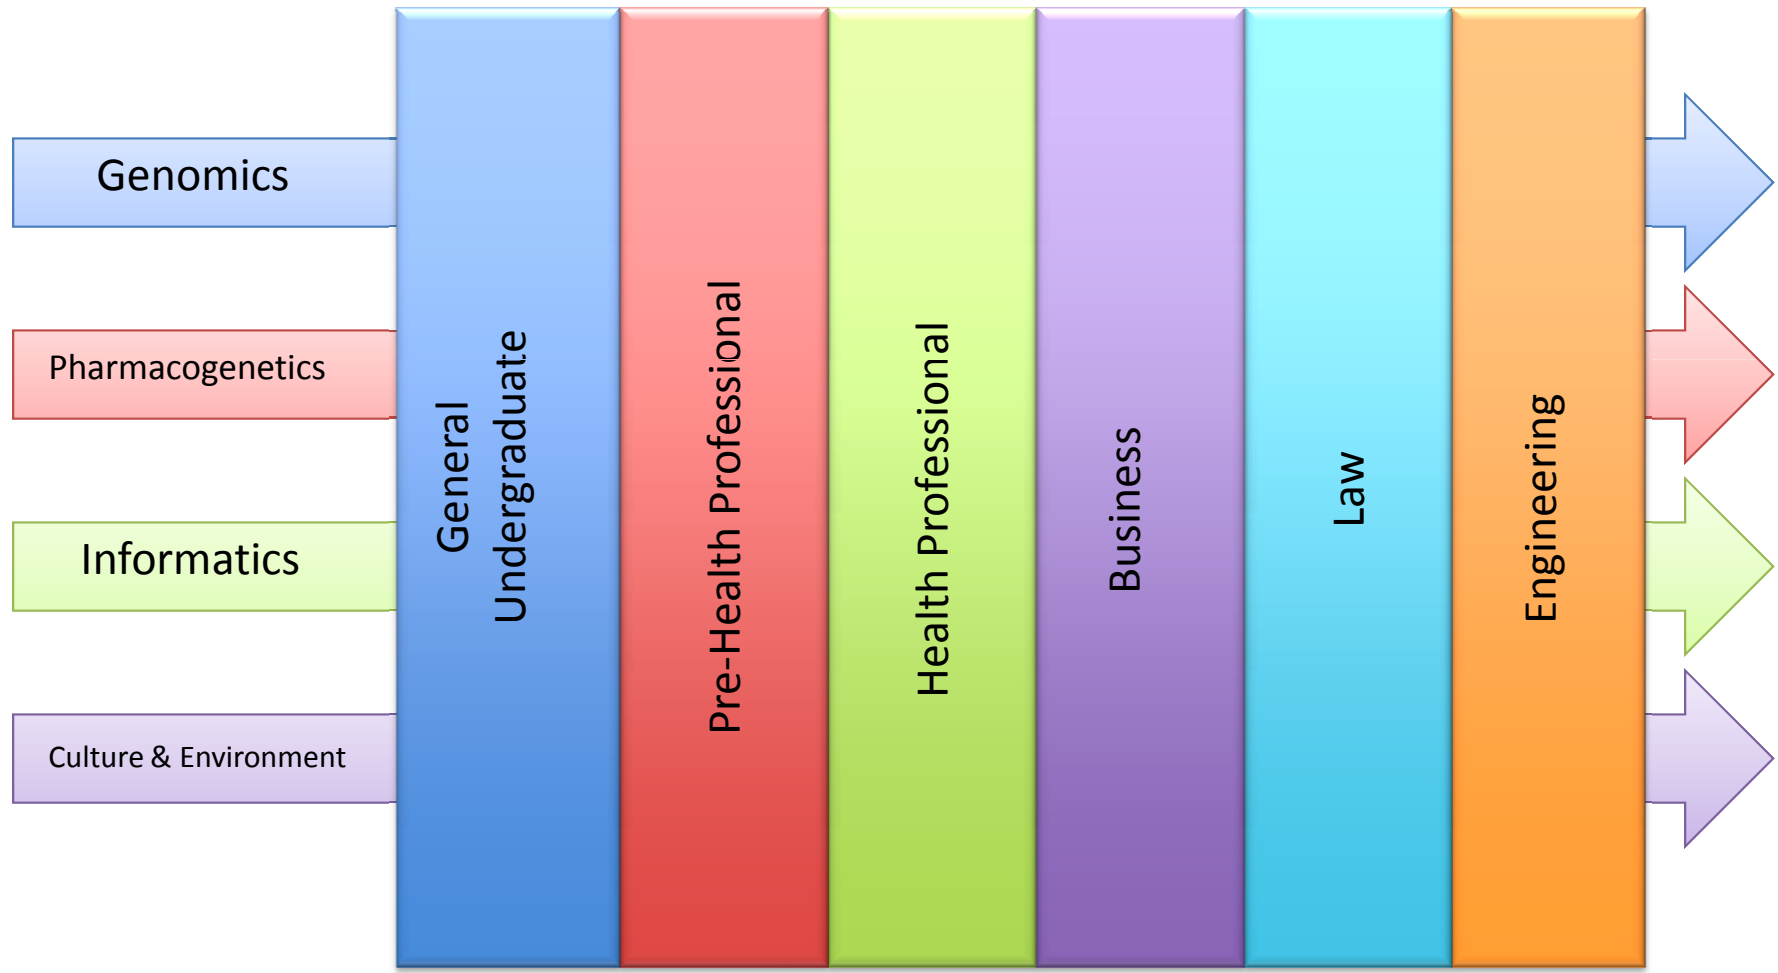 Genomics
Pharmacogenetics
Informatics
Culture & Environment
General
Undergraduate
Pre-Health Professional
Health Professional
Business
Law
Engineering